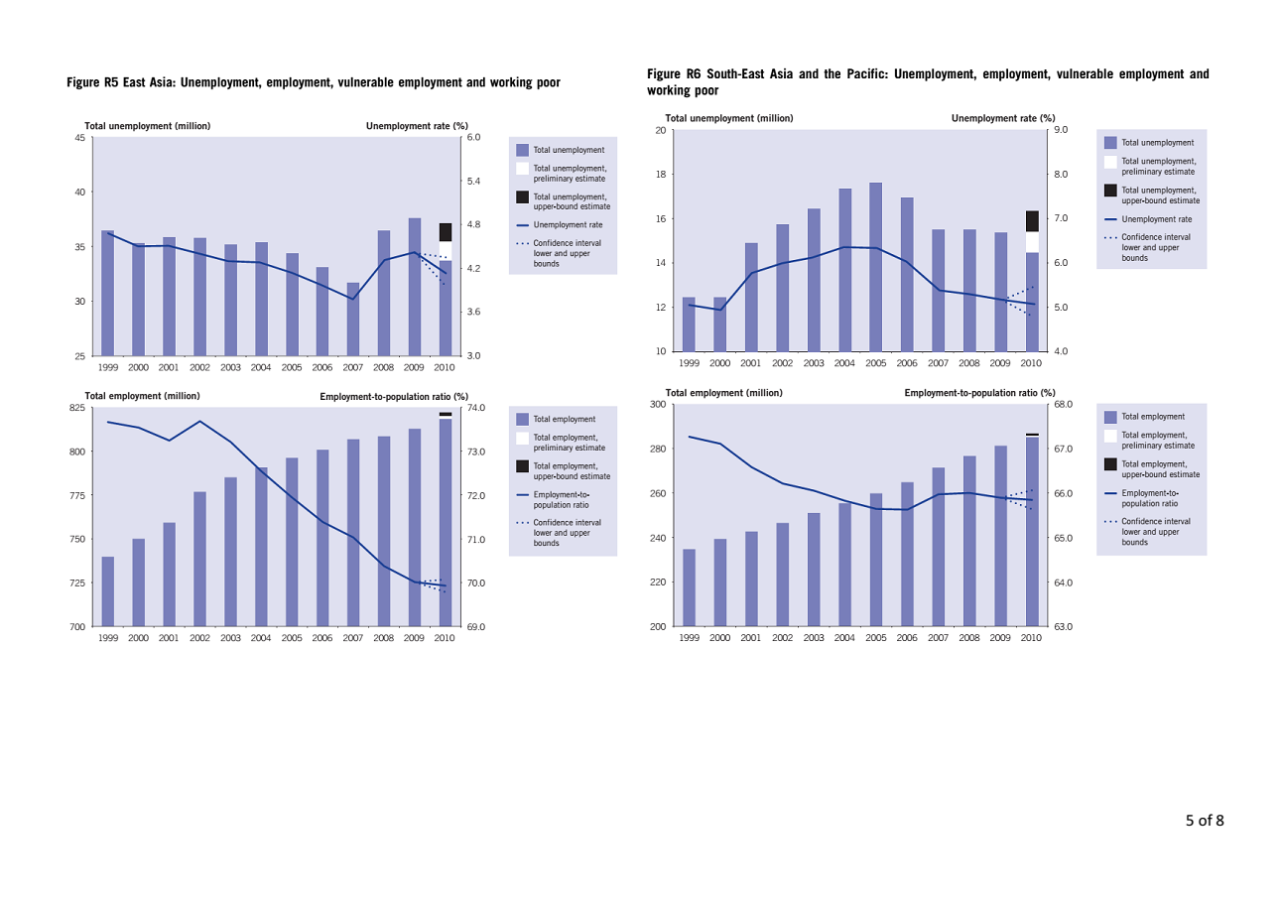 Figure R5 East Asia: Unemployment, employment, vulnerable employment and working poor
Total unemployment (million)
Unemployment rate (%)
45
40
35
30
25
6.0
5.4
4.8
4.2
3.6
3.0
1999 2000 2001 2002 2003 2004 2005 2006 2007 2008 2009 2010
Total unemployment
Total unemployment,
preliminary estimate
Total unemployment,
upper-bound estimate
Unemployment rate
Confidence interval
lower and upper
bounds
Total employment (million)
Employment-to-population ratio (%)
825
800
775
750
725
700
74.0
73.0
72.0
71.0
70.0
69.0
1999 2000 2001 2002 2003 2004 2005 2006 2007 2008 2009 2010
Total employment
Total employment,
preliminary estimate
Total employment,
upper-bound estimate
Employment-to-
population ratio
Confidence interval
lower and upper
bounds
Figure R6 South-East Asia and the Pacific: Unemployment, employment, vulnerable employment and
working poor
Total unemployment (million)
Unemployment rate (%)
20
18
16
14
12
10
9.0
8.0
7.0
6.0
5.0
4.0
1999 2000 2001 2002 2003 2004 2005 2006 2007 2008 2009 2010
Total unemployment
Total unemployment,
preliminary estimate
Total unemployment,
upper-bound estimate
Unemployment rate
Confidence interval
lower and upper
bounds
Total employment (million)
Employment-to-population ratio (%)
300
280
260
240
220
200
68.0
67.0
66.0
65.0
64.0
63.0
1999 2000 2001 2002 2003 2004 2005 2006 2007 2008 2009 2010
Total employment
Total employment,
preliminary estimate
Total employment,
upper-bound estimate
Employment-to-
population ratio
Confidence interval
lower and upper
bounds
5 of 8